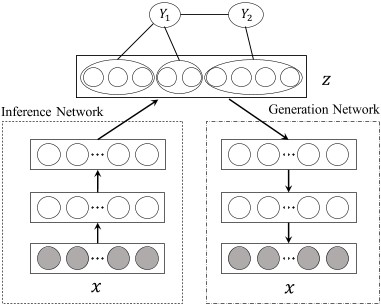 Y₁ Y₂
z
Inference Network
Generation Network
...
...
...
...
...
...
x
x